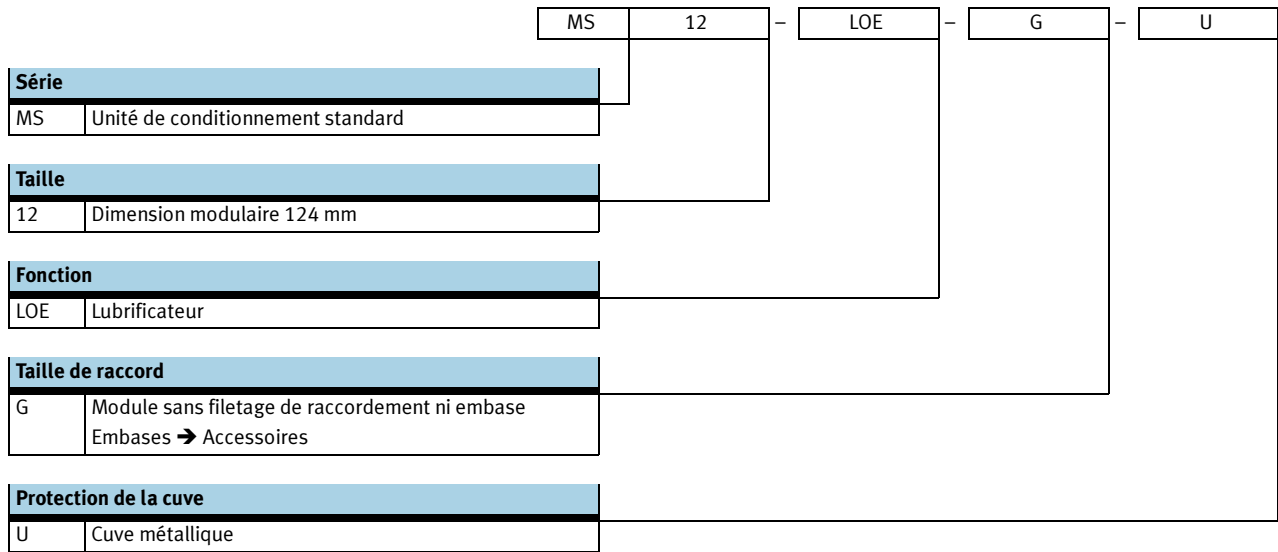 MS 12 – LOE – G – U
Série
MS Unité de conditionnement standard
Taille
12 Dimension modulaire 124 mm
Fonction
LOE Lubrificateur
Taille de raccord
G Module sans filetage de raccordement ni embase
Embases ➔ Accessoires
Protection de la cuve
U Cuve métallique